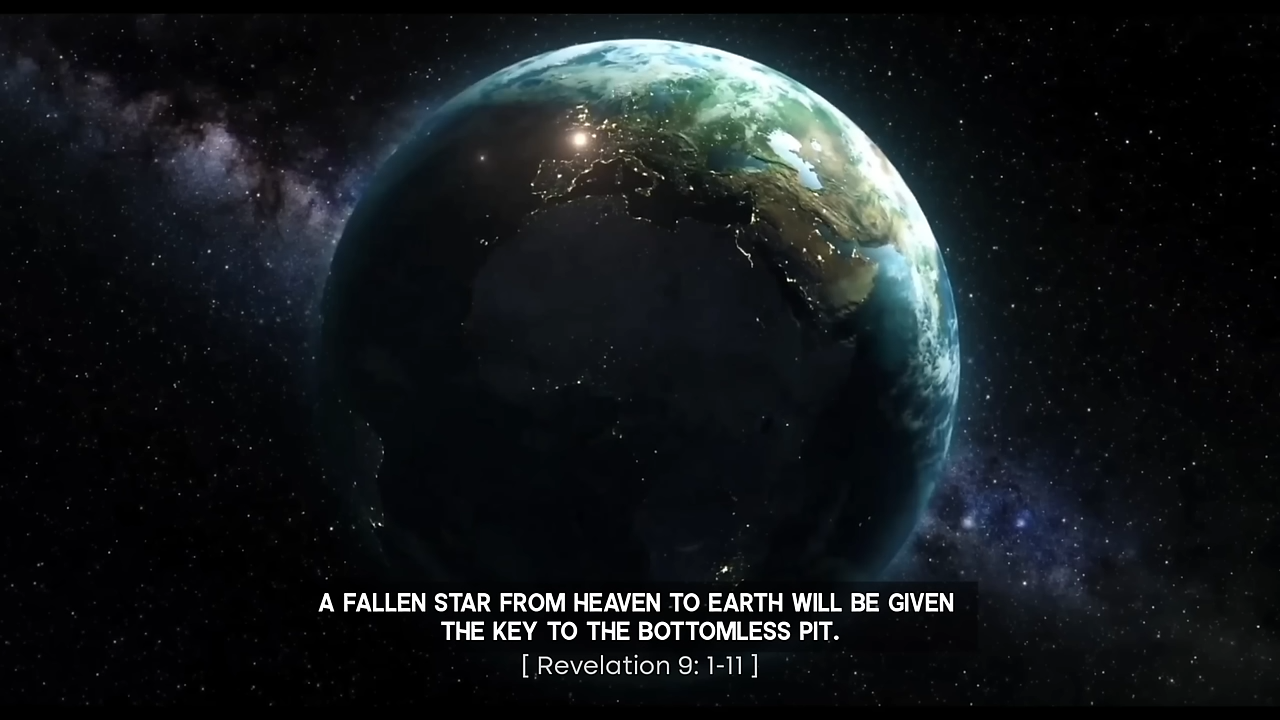 A FALLEN STAR FROM HEAVEN TO EARTH WILL BE GIVEN
THE KEY TO THE BOTTOMLESS PIT.
[ Revelation 9: 1-11 ]